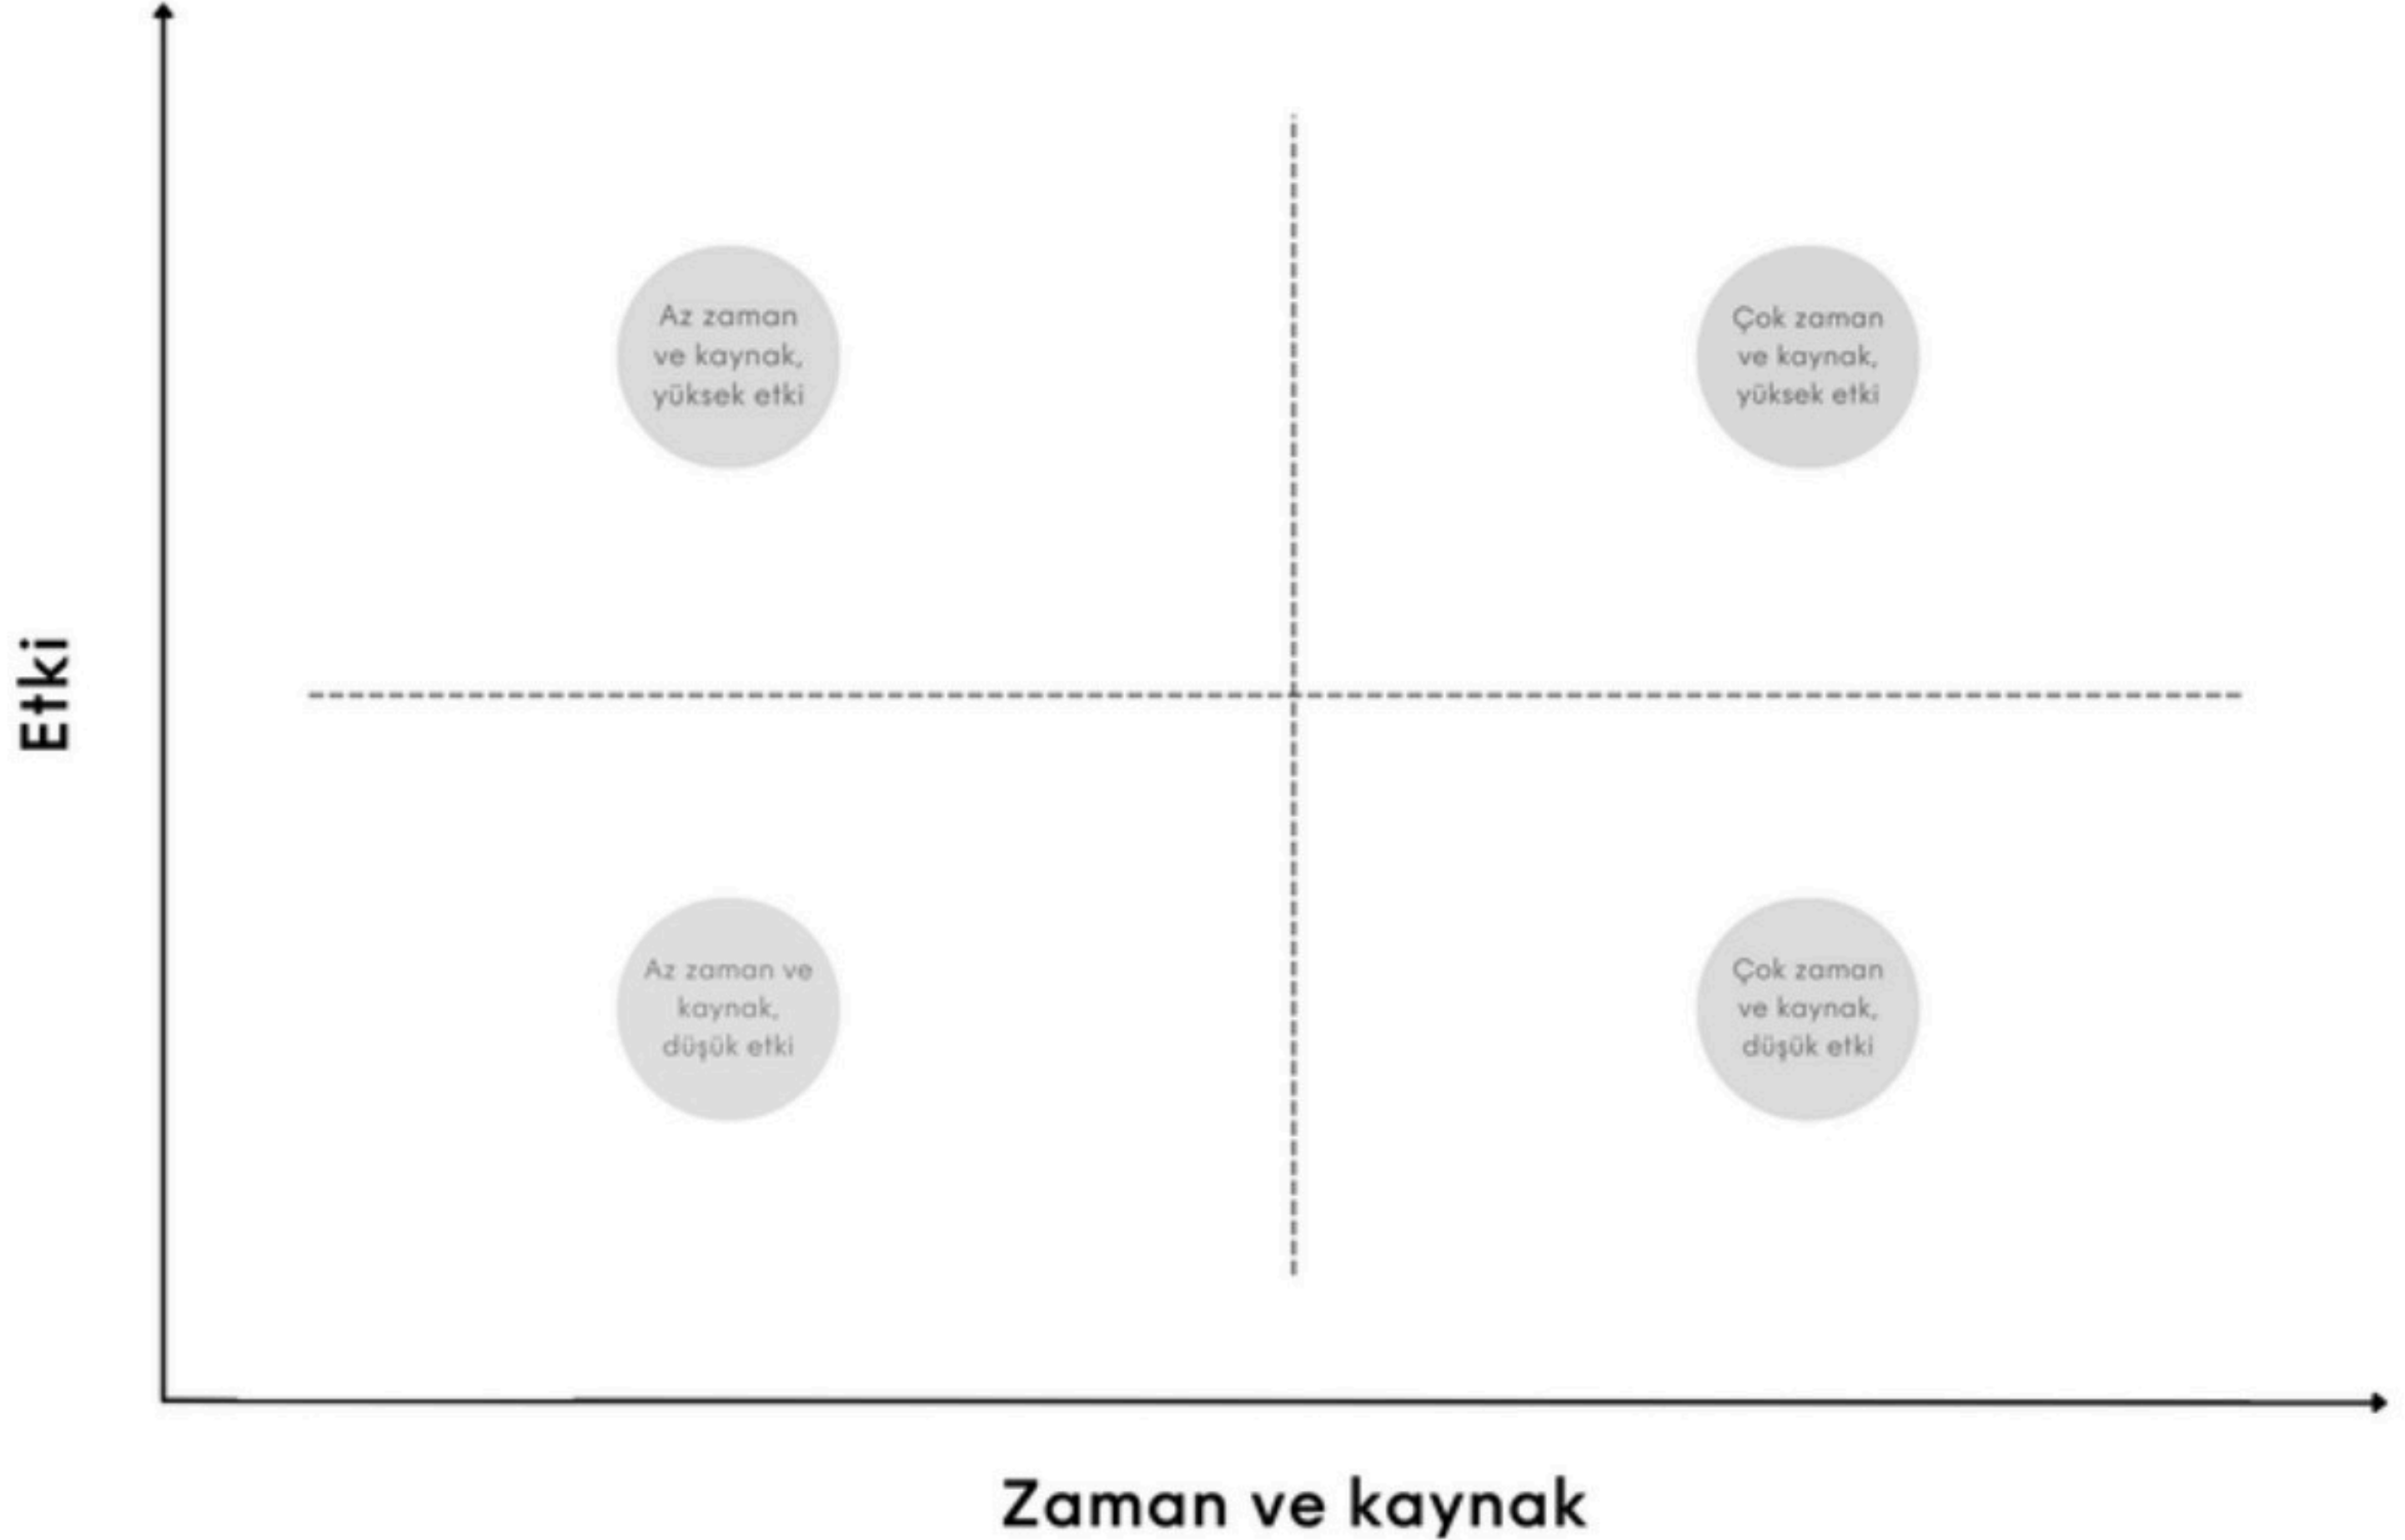 Az zaman
ve kaynak,
yüksek etki
Çok zaman
ve kaynak,
yüksek etki
Etki
Az zaman ve
kaynak,
düşük etki
Çok zaman
ve kaynak,
düşük etki
Zaman ve kaynak